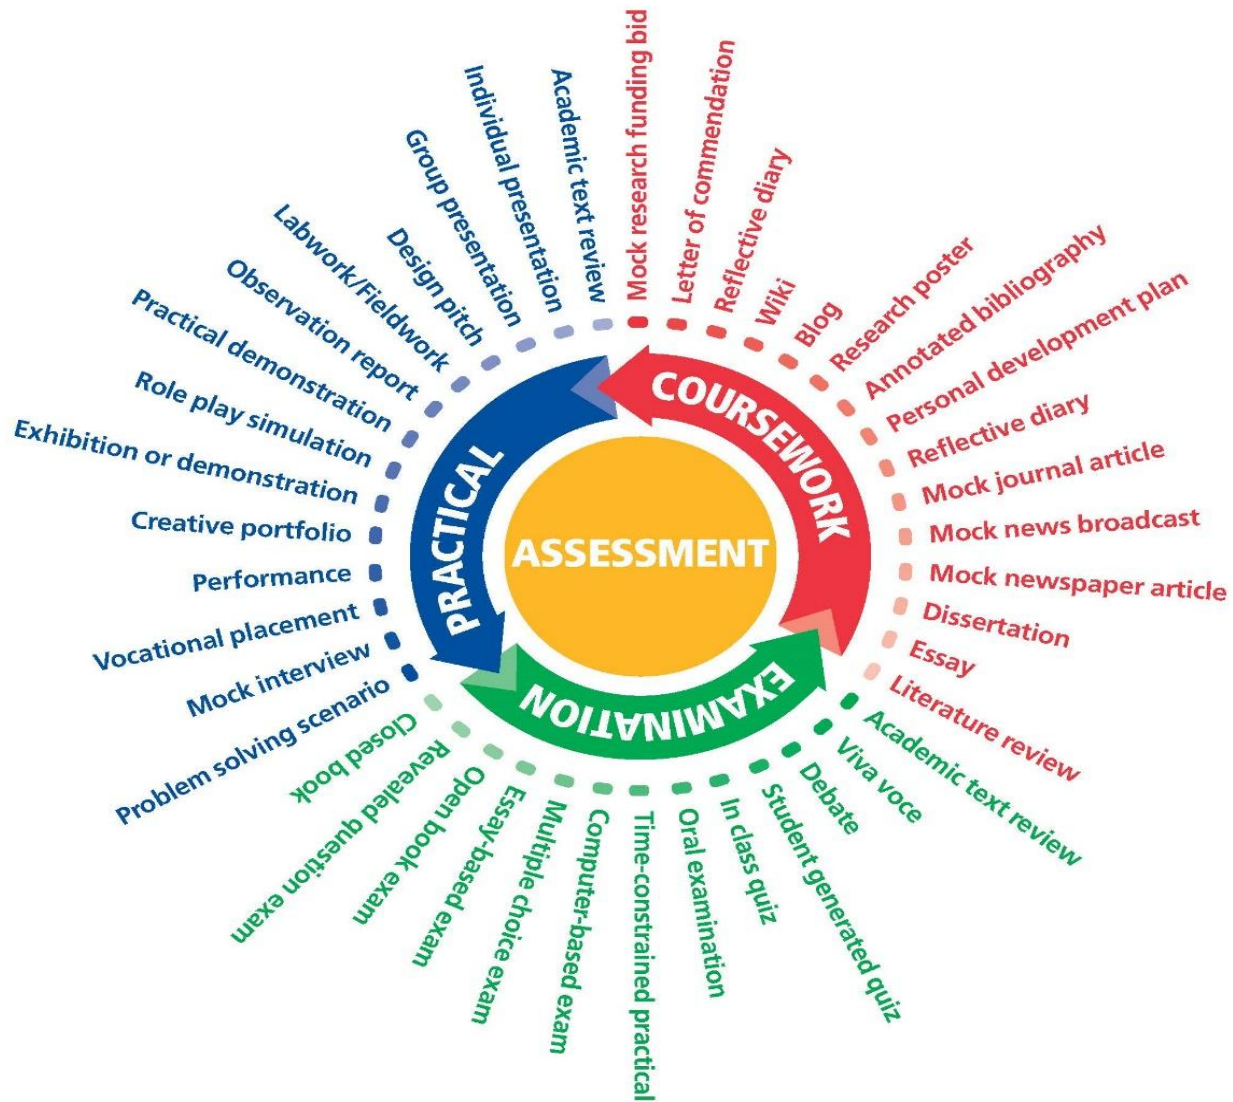 ASSESSMENT
COURSEWORK
Mock research funding bid
Letter of commendation
Reflective diary
Wiki
Blog
Research poster
Annotated bibliography
Personal development plan
Reflective diary
Mock journal article
Mock news broadcast
Mock newspaper article
Dissertation
Essay
Literature review
EXAMINATION
Academic text review
Viva voce
Debate
Student generated quiz
In class quiz
Oral examination
Time-constrained practical
Computer-based exam
Multiple choice exam
Essay-based exam
Open book exam
Revealed question exam
Closed book
PRACTICAL
Problem solving scenario
Mock interview
Vocational placement
Performance
Creative portfolio
Exhibition or demonstration
Role play simulation
Practical demonstration
Observation report
Labwork/Fieldwork
Design pitch
Group presentation
Individual presentation
Academic text review